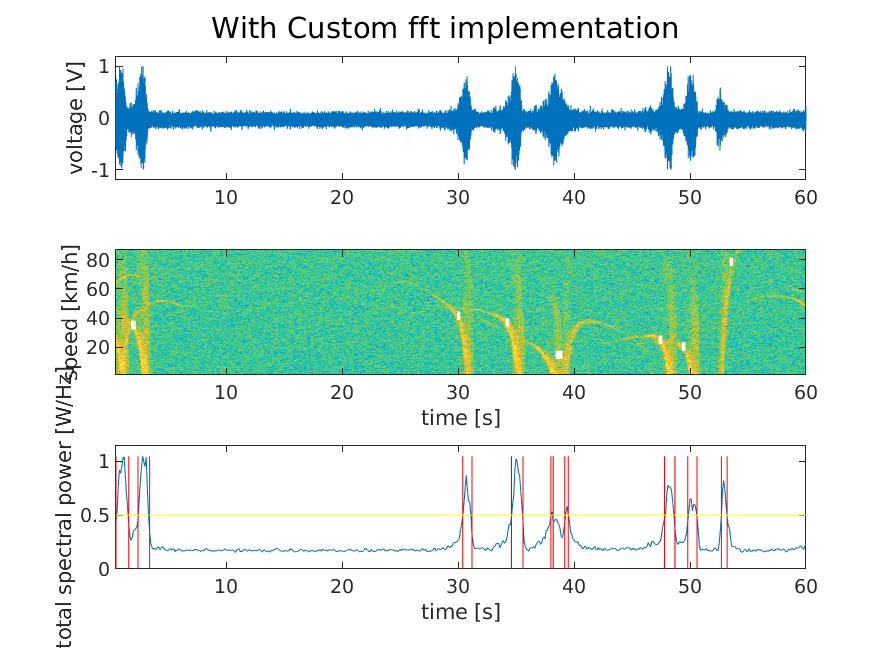 With Custom fft implementation
voltage [V]
1
0
-1
10 20 30 40 50 60
speed [km/h]
80
60
40
20
10 20 30 40 50 60
time [s]
total spectral power [W/Hz]
1
0.5
0
10 20 30 40 50 60
time [s]